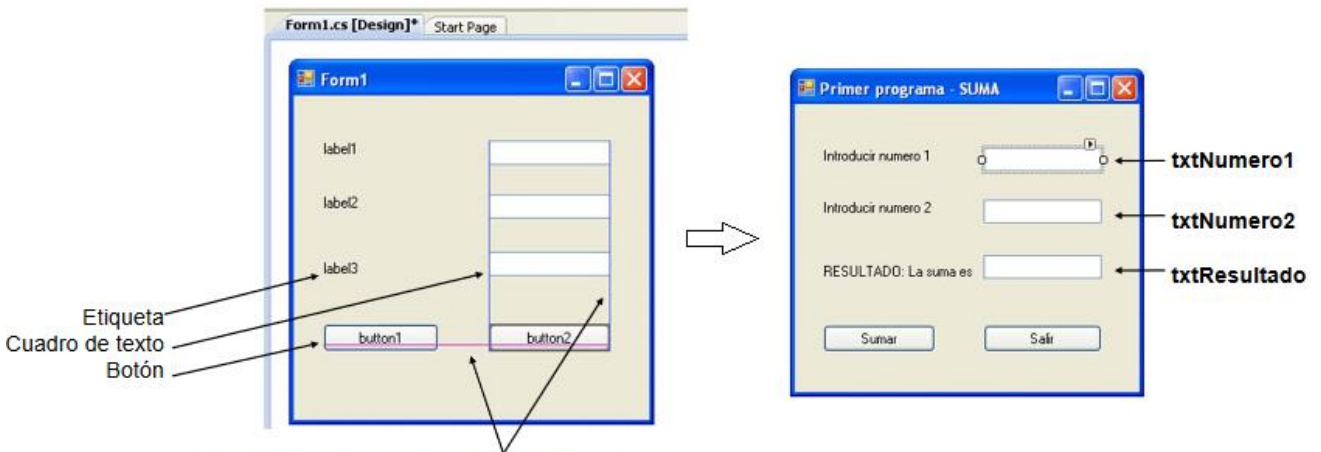 Form1.cs [Design]*
Start Page
Form1
label1
label2
label3
button1
button2
Etiqueta
Cuadro de texto
Botón
Primer programa - SUMA
Introducir numero 1
Introducir numero 2
RESULTADO: La suma es
Sumar
Salir
txtNumero1
txtNumero2
txtResultado